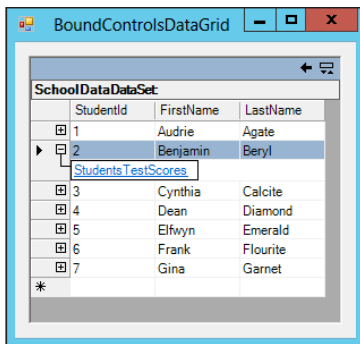 BoundControlsDataGrid
SchoolDataDataSet:
StudentId FirstName LastName
1 Audrie Agate
2 Benjamin Beryl
StudentsTestScores
3 Cynthia Calcite
4 Dean Diamond
5 Elfwyn Emerald
6 Frank Flourite
7 Gina Garnet